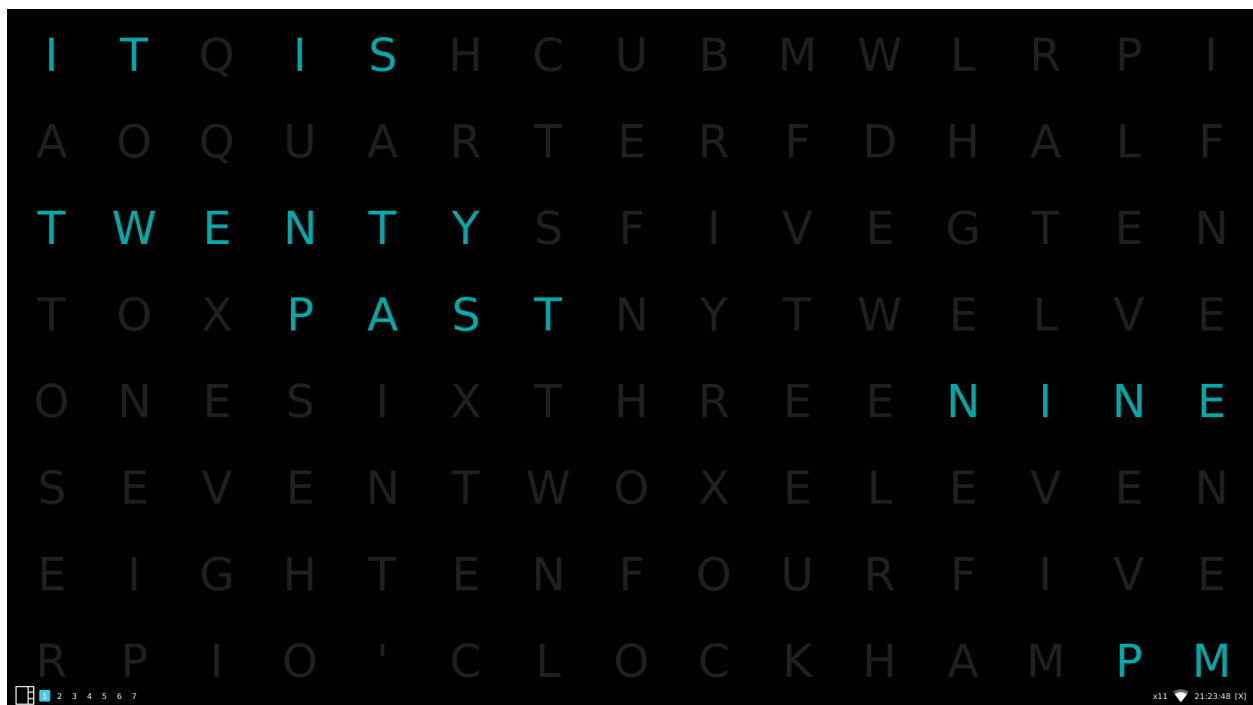 I T Q I S H C U B M W L R P I
A O Q U A R T E R F D H A L F
T W E N T Y S F I V E G T E N
T O X P A S T N Y T W E L V E
O N E S I X T H R E E N I N E
S E V E N T W O X E L E V E N
E I G H T E N F O U R F I V E
R P I O ' C L O C K H A M P M
1 2 3 4 5 6 7 x11 21:23:48 [X]